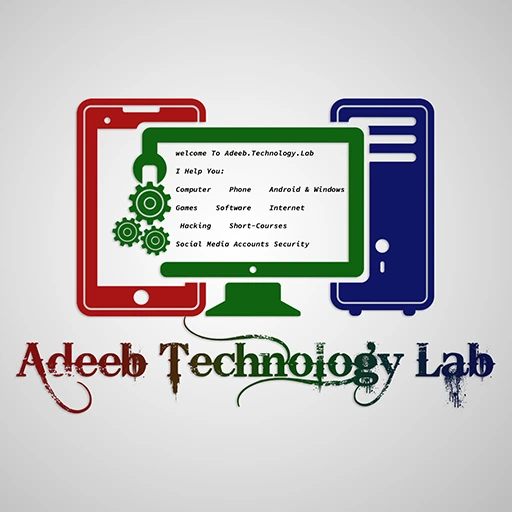 welcome To Adeeb.Technology.Lab
I Help You:
Computer Phone Android & Windows
Games Software Internet
Hacking Short-Courses
Social Media Accounts Security
Adeeb Technology Lab